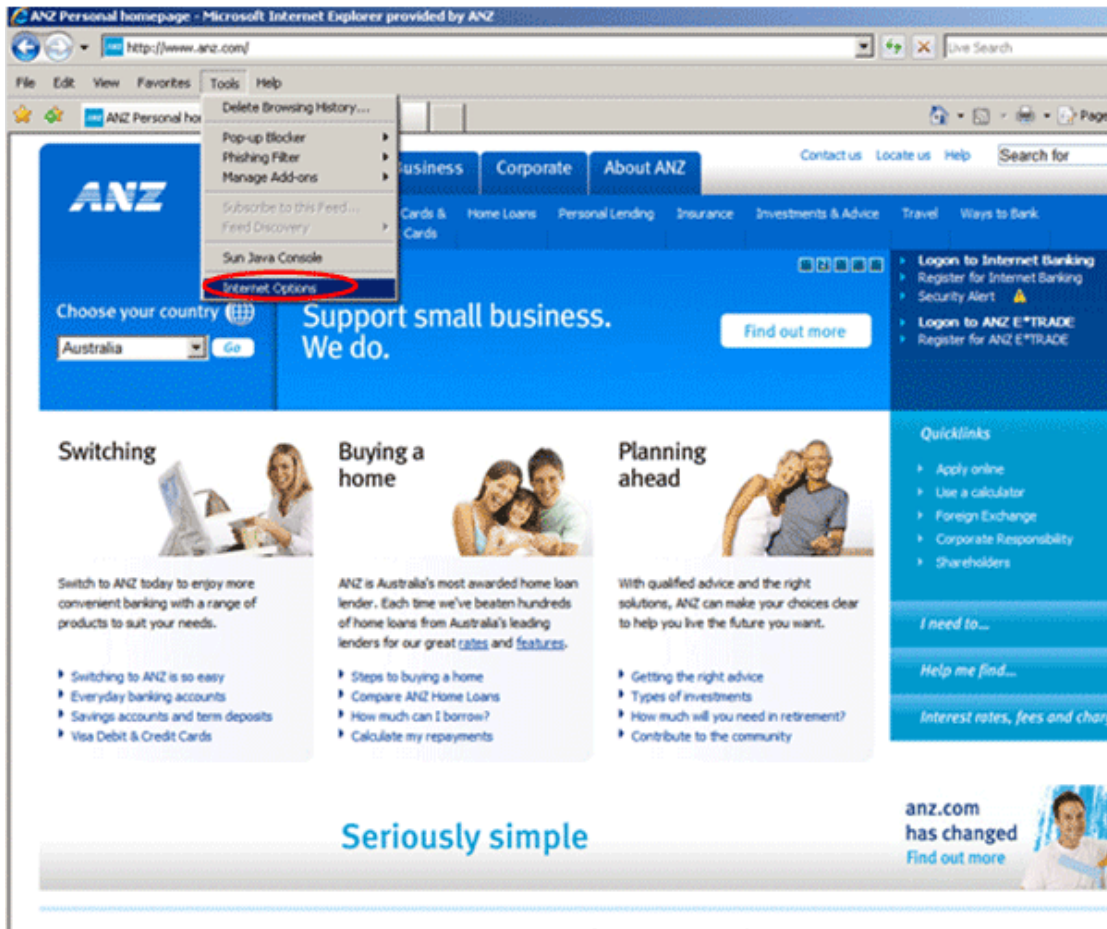 ANZ Personal homepage - Microsoft Internet Explorer provided by ANZ
http://www.anz.com/
Live Search
File Edit View Favorites Tools Help
ANZ Personal ho
Page
Delete Browsing History...
Pop-up Blocker
Phishing Filter
Manage Add-ons
Subscribe to this Feed...
Feed Discovery
Sun Java Console
Internet Options
Contact us Locate us Help Search for
ANZ
usiness Corporate About ANZ
Cards & Home Loans Personal Lending Insurance Investments & Advice Travel Ways to Bank
Cards
Choose your country
Australia Go
Support small business.
We do.
Find out more
Logon to Internet Banking
Register for Internet Banking
Security Alert
Logon to ANZ E*TRADE
Register for ANZ E*TRADE
Switching
Switch to ANZ today to enjoy more
convenient banking with a range of
products to suit your needs.
Switching to ANZ is so easy
Everyday banking accounts
Savings accounts and term deposits
Visa Debit & Credit Cards
Buying a
home
ANZ is Australia's most awarded home loan
lender. Each time we've beaten hundreds
of home loans from Australia's leading
lenders for our great rates and features.
Steps to buying a home
Compare ANZ Home Loans
How much can I borrow?
Calculate my repayments
Planning
ahead
With qualified advice and the right
solutions, ANZ can make your choices clear
to help you live the future you want.
Getting the right advice
Types of investments
How much will you need in retirement?
Contribute to the community
Quicklinks
Apply online
Use a calculator
Foreign Exchange
Corporate Responsibility
Shareholders
I need to...
Help me find...
Interest rates, fees and char
Seriously simple
anz.com
has changed
Find out more